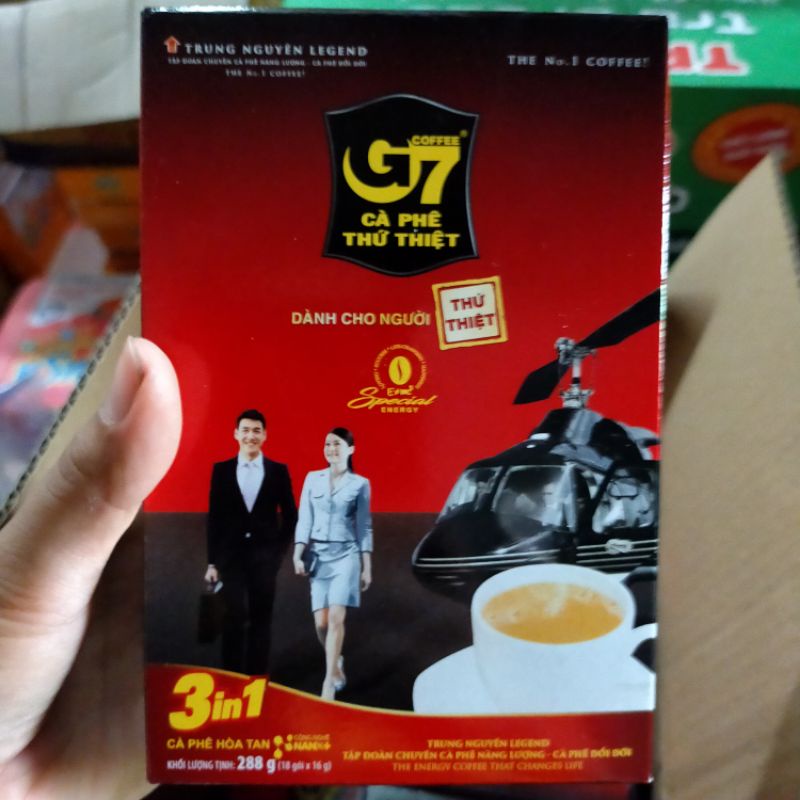 TRUNG NGUYÊN LEGEND
TẬP ĐOÀN CHUYÊN CÀ PHÊ NĂNG LƯỢNG - CÀ PHÊ ĐỔI ĐỜI
THE No.1 COFFEE!
THE No.1 COFFEE!
COFFEE
G7®
CÀ PHÊ
THỨ THIỆT
DÀNH CHO NGƯỜI
THỨ
THIỆT
Special
ENERGY
3in1
CÀ PHÊ HÒA TAN
CÔNG NGHỆ
NANO+
KHỐI LƯỢNG TỊNH: 288 g (18 gói x 16 g)
TRUNG NGUYÊN LEGEND
TẬP ĐOÀN CHUYÊN CÀ PHÊ NĂNG LƯỢNG - CÀ PHÊ ĐỔI ĐỜI
THE ENERGY COFFEE THAT CHANGES LIFE